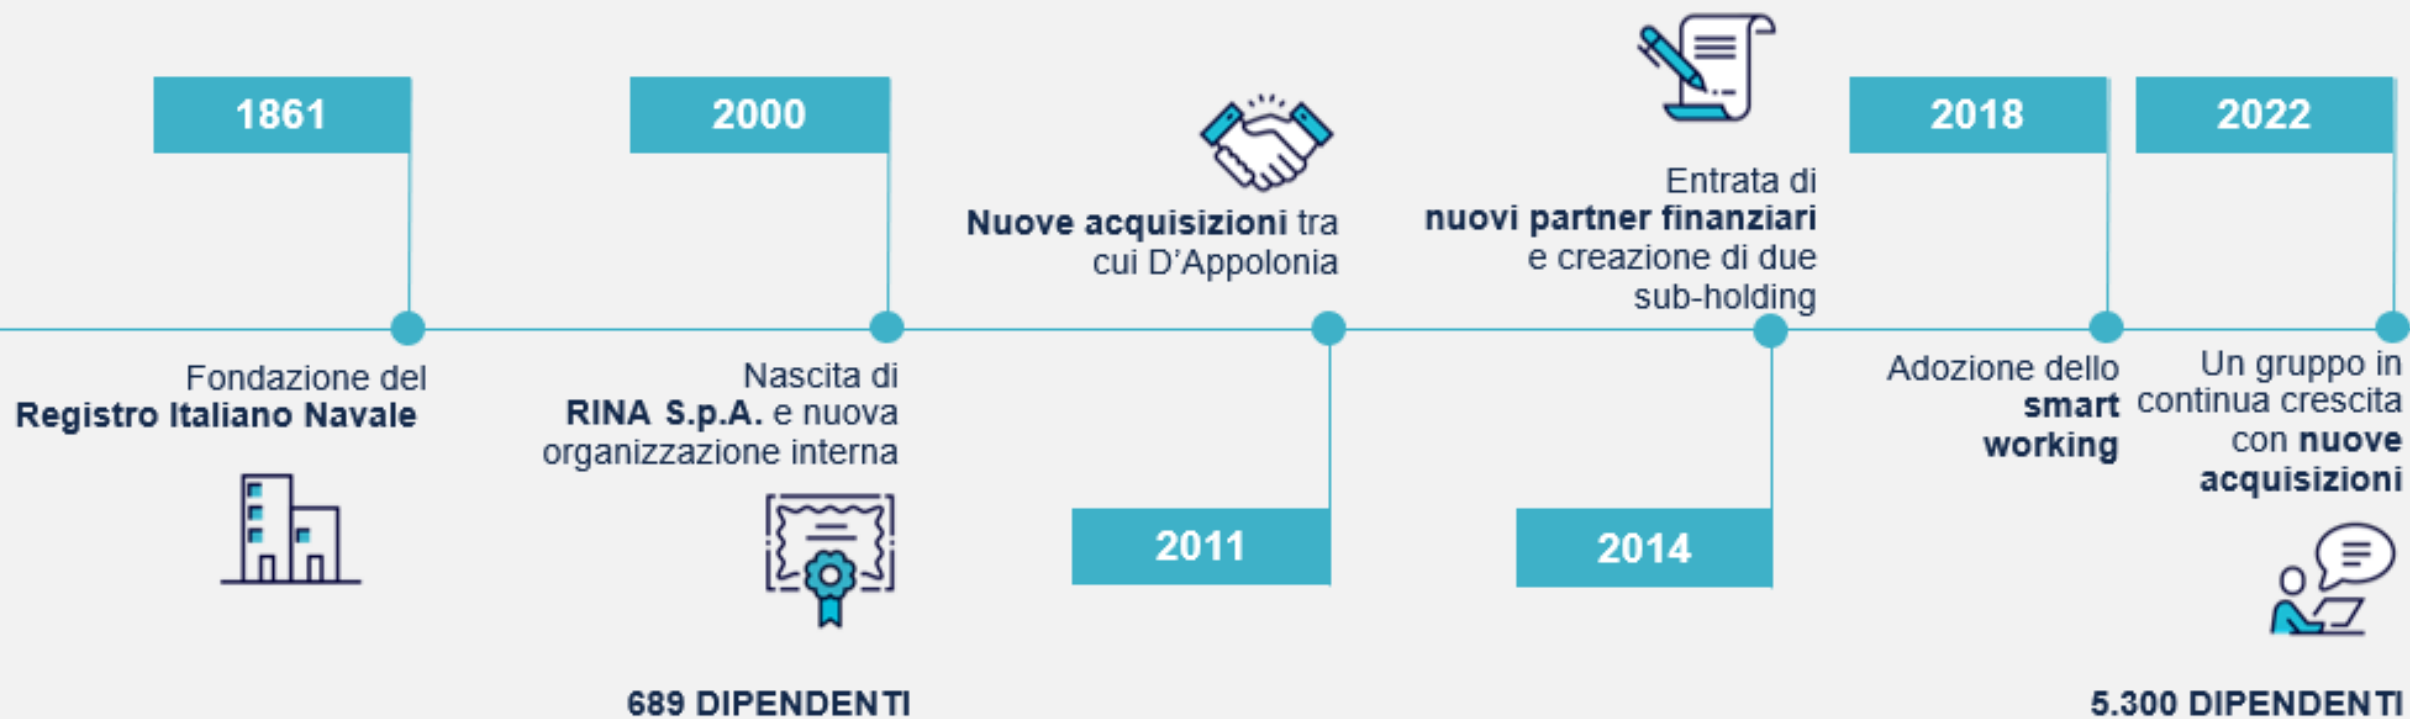 1861
Fondazione del
Registro Italiano Navale
2000
Nascita di
RINA S.p.A. e nuova
organizzazione interna
689 DIPENDENTI
Nuove acquisizioni tra
cui D'Appolonia
2011
Entrata di
nuovi partner finanziari
e creazione di due
sub-holding
2014
2018
Adozione dello
smart
working
2022
Un gruppo in
continua crescita
con nuove
acquisizioni
5.300 DIPENDENTI